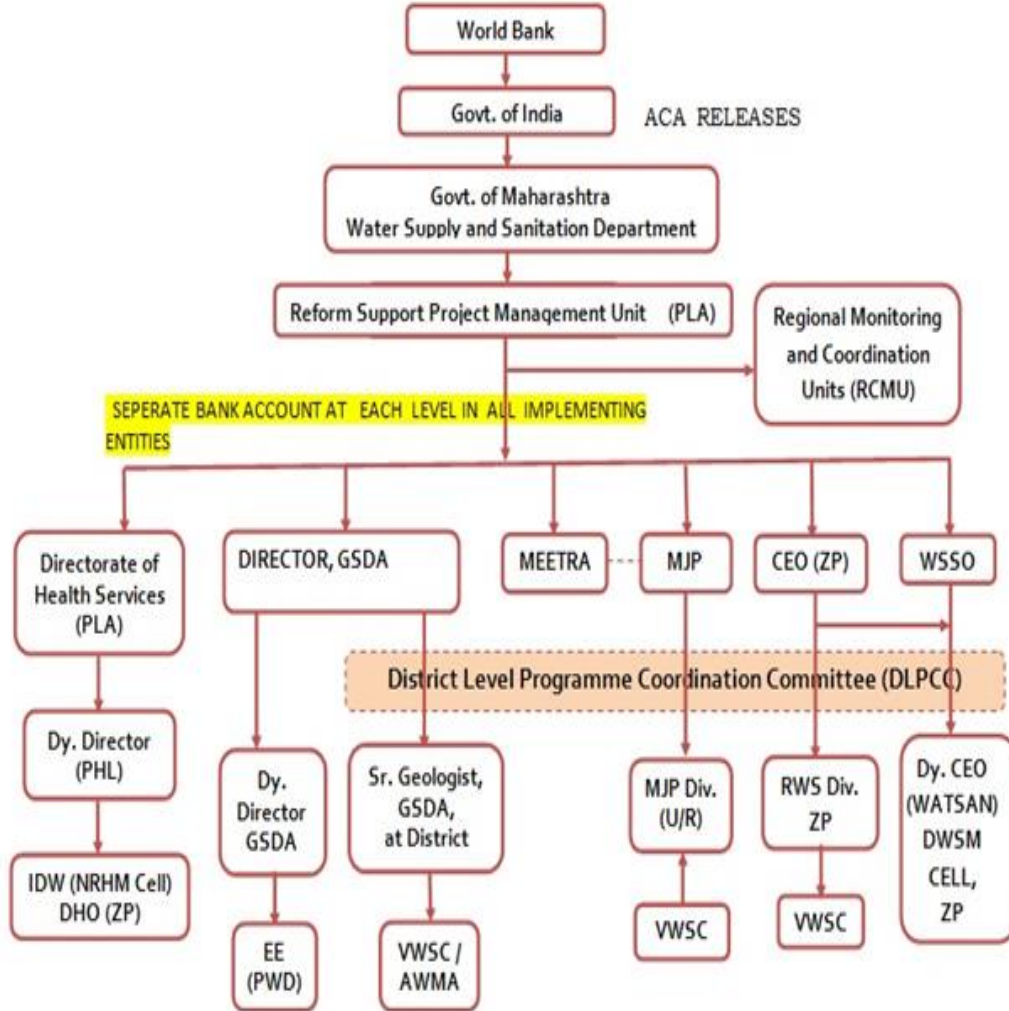 World Bank
Govt. of India
ACA RELEASES
Govt. of Maharashtra
Water Supply and Sanitation Department
Reform Support Project Management Unit (PLA)
Regional Monitoring
and Coordination
Units (RCMU)
SEPERATE BANK ACCOUNT AT EACH LEVEL IN ALL IMPLEMENTING
ENTITIES
Directorate of
Health Services
(PLA)
DIRECTOR, GSDA
MEETRA
MJP
CEO (ZP)
WSSO
District Level Programme Coordination Committee (DLPCC)
Dy. Director
(PHL)
Dy.
Director
GSDA
Sr. Geologist,
GSDA,
at District
MJP Div.
(U/R)
RWS Div.
ZP
Dy. CEO
(WATSAN)
DWSM
CELL,
ZP
IDW (NRHM Cell)
DHO (ZP)
EE
(PWD)
VWSC /
AWMA
VWSC
VWSC